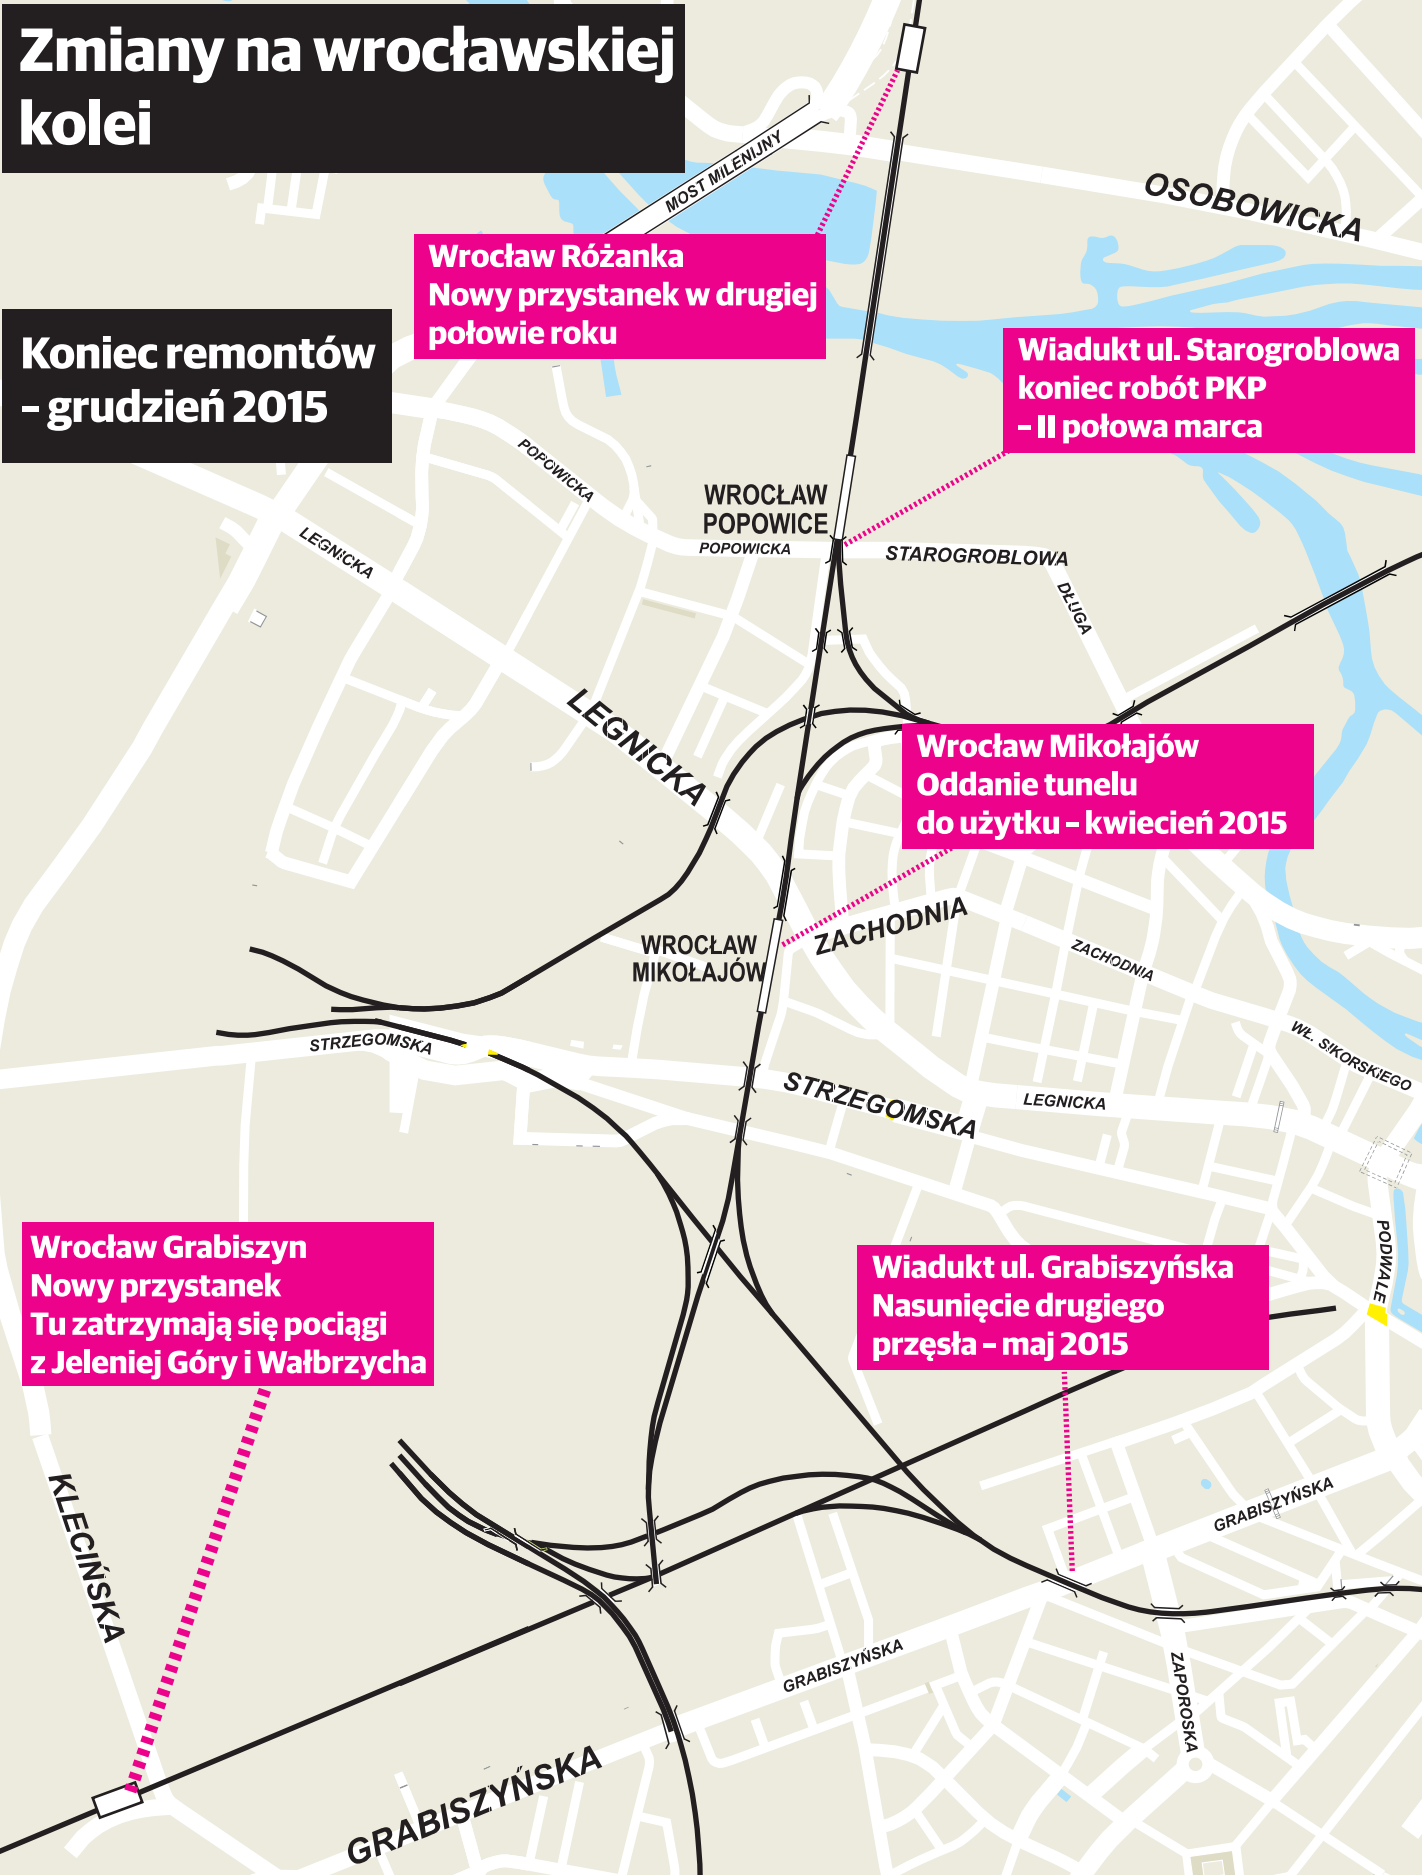 Zmiany na wrocławskiej
kolei
MOST MILENIJNY
OSOBOWICKA
Wrocław Różanka
Nowy przystanek w drugiej
połowie roku
Koniec remontów
– grudzień 2015
Wiadukt ul. Starogroblowa
koniec robót PKP
– II połowa marca
POPOWICKA
WROCŁAW
POPOWICE
POPOWICKA
STAROGROBLOWA
LEGNICKA
DŁUGA
LEGNICKA
Wrocław Mikołajów
Oddanie tunelu
do użytku – kwiecień 2015
ZACHODNIA
WROCŁAW
MIKOŁAJÓW
ZACHODNIA
STRZEGOMSKA
WŁ. SIKORSKIEGO
STRZEGOMSKA
LEGNICKA
PODWALE
Wrocław Grabiszyn
Nowy przystanek
Tu zatrzymają się pociągi
z Jeleniej Góry i Wałbrzycha
Wiadukt ul. Grabiszyńska
Nasunięcie drugiego
przęsła – maj 2015
KLECIŃSKA
GRABISZYŃSKA
GRABISZYŃSKA
ZAPOROSKA
GRABISZYŃSKA